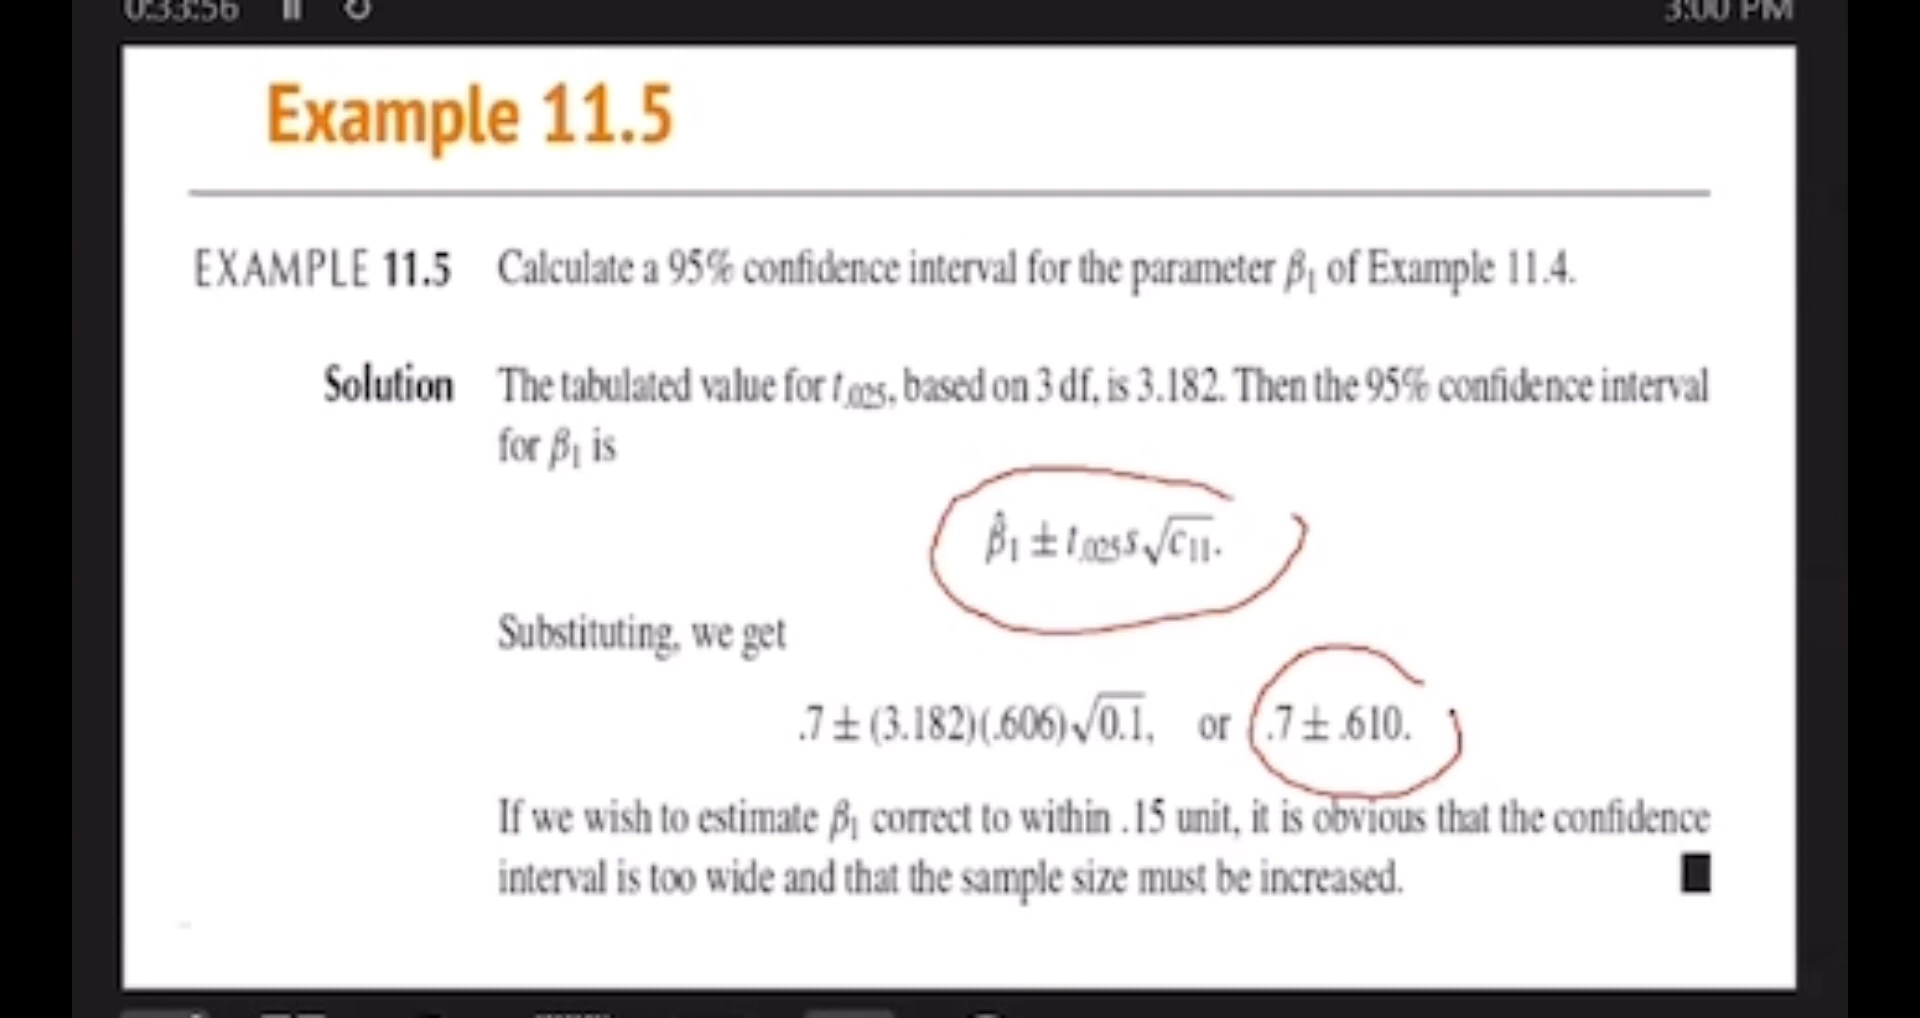 0:33:56
3:00 PM
Example 11.5
EXAMPLE 11.5 Calculate a 95% confidence interval for the parameter β₁ of Example 11.4.
Solution The tabulated value for t.₀₂₅, based on 3 df, is 3.182. Then the 95% confidence interval
for β₁ is
β̂₁ ± t.₀₂₅s√c₁₁.
Substituting, we get
.7 ± (3.182)(.606)√0.1, or .7 ± .610.
If we wish to estimate β₁ correct to within .15 unit, it is obvious that the confidence
interval is too wide and that the sample size must be increased.